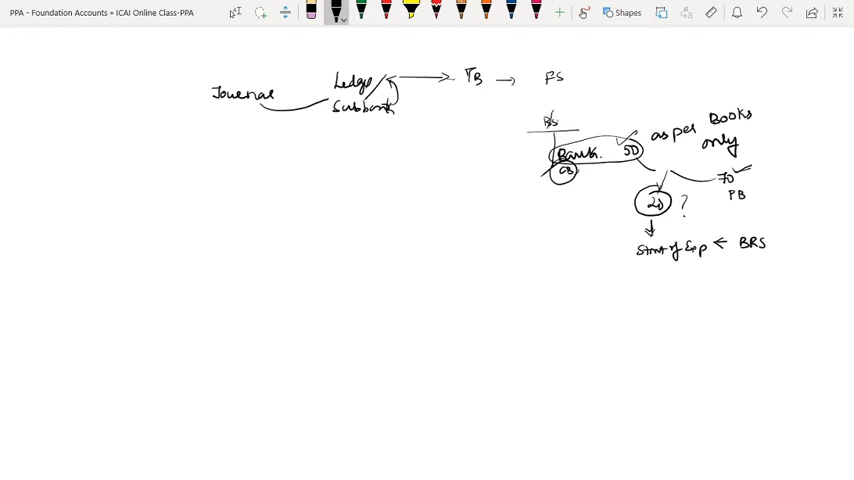 PPA - Foundation Accounts » ICAI Online Class-PPA
Shapes
Journal Ledger → TB → FS
Subbook
BS
Bank 50 as per Books only
CB
70
PB
20 ?
Stmt of Exp ← BRS